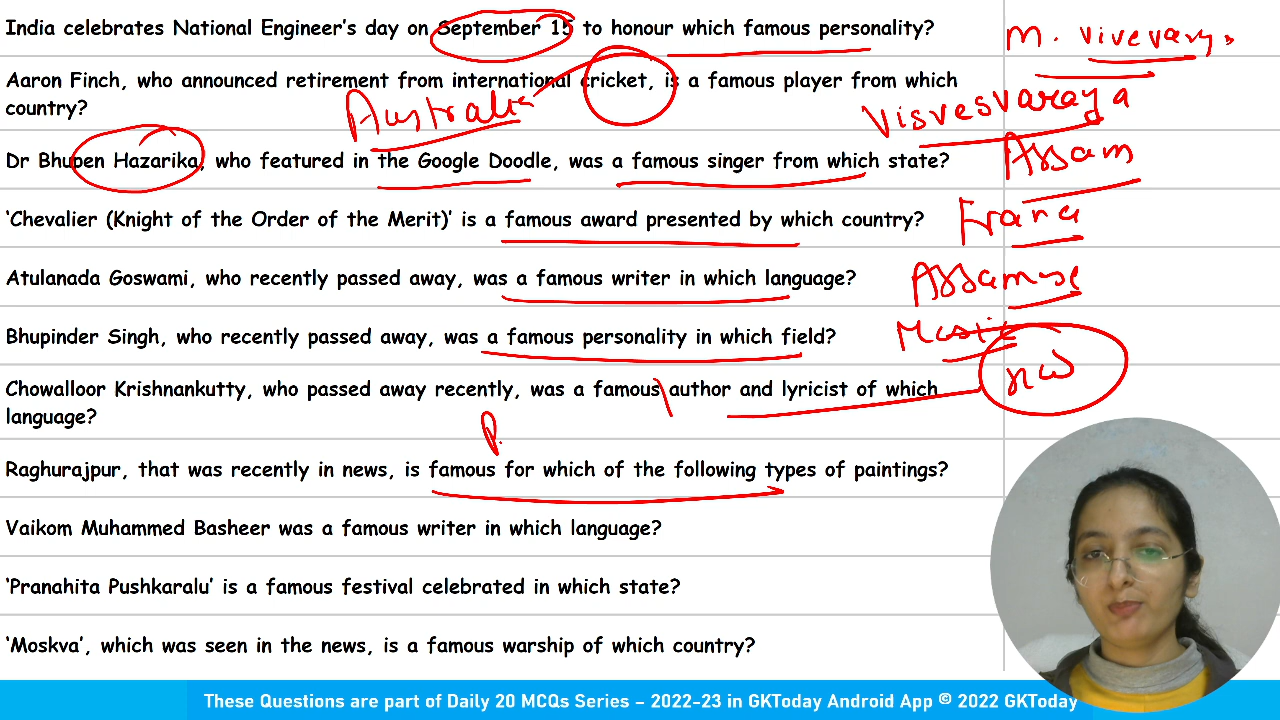 India celebrates National Engineer's day on September 15 to honour which famous personality?
M. Vivevary
Aaron Finch, who announced retirement from international cricket, is a famous player from which
country?
Australia
Visvesvaraya
Dr Bhupen Hazarika, who featured in the Google Doodle, was a famous singer from which state?
Assam
‘Chevalier (Knight of the Order of the Merit)’ is a famous award presented by which country?
Atulanada Goswami, who recently passed away, was a famous writer in which language?
Assamese
Bhupinder Singh, who recently passed away, was a famous personality in which field?
Chowalloor Krishnankutty, who passed away recently, was a famous author and lyricist of which
language?
P
Raghurajpur, that was recently in news, is famous for which of the following types of paintings?
Vaikom Muhammed Basheer was a famous writer in which language?
‘Pranahita Pushkaralu’ is a famous festival celebrated in which state?
‘Moskva’, which was seen in the news, is a famous warship of which country?
These Questions are part of Daily 20 MCQs Series – 2022-23 in GKToday Android App © 2022 GKToday